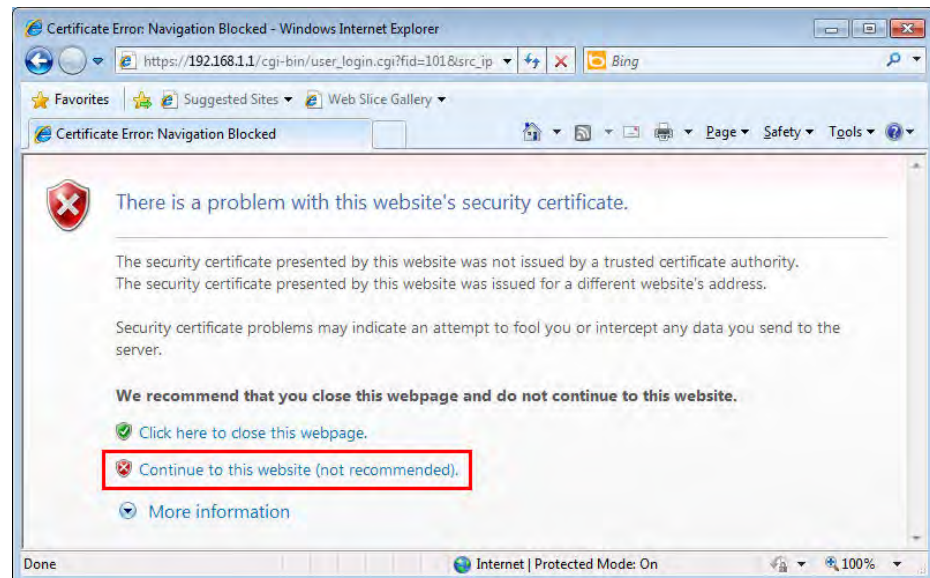 Certificate Error: Navigation Blocked - Windows Internet Explorer
https://192.168.1.1/cgi-bin/user_login.cgi?fid=101&src_ip
Bing
Favorites
Suggested Sites
Web Slice Gallery
Certificate Error: Navigation Blocked
Page
Safety
Tools
There is a problem with this website's security certificate.
The security certificate presented by this website was not issued by a trusted certificate authority.
The security certificate presented by this website was issued for a different website's address.
Security certificate problems may indicate an attempt to fool you or intercept any data you send to the
server.
We recommend that you close this webpage and do not continue to this website.
Click here to close this webpage.
Continue to this website (not recommended).
More information
Done
Internet | Protected Mode: On
100%